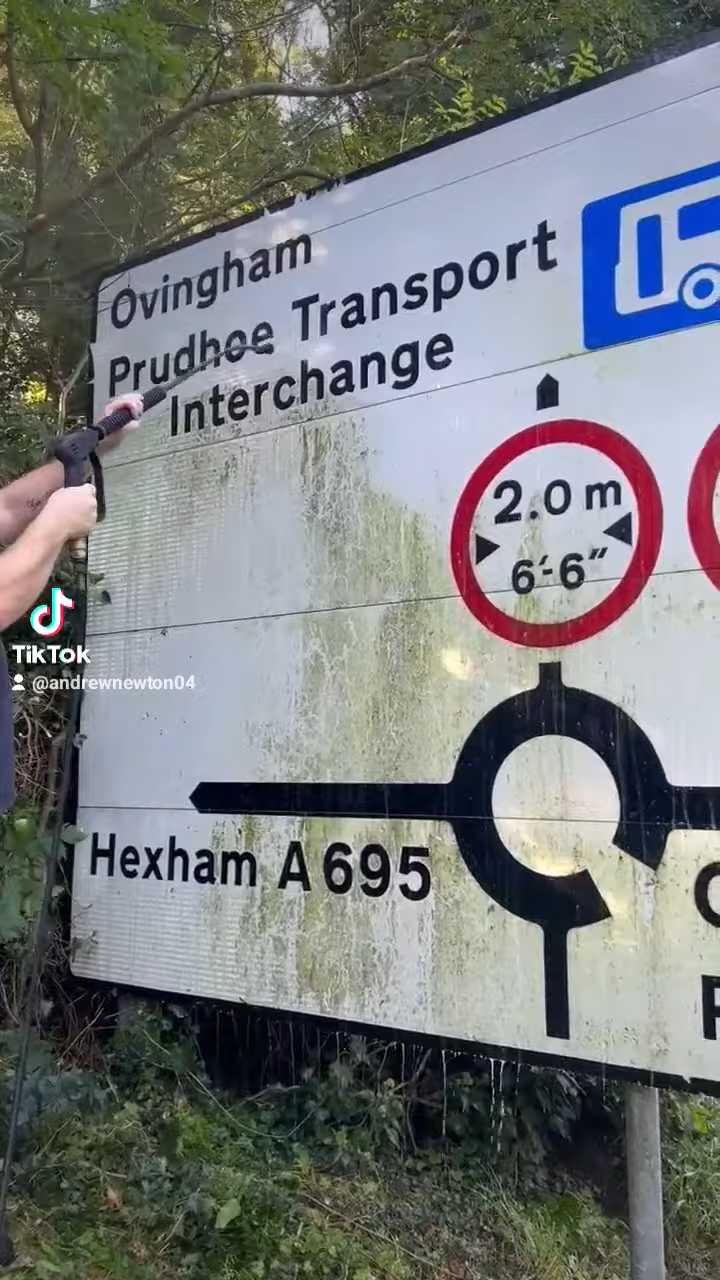 Ovingham
Prudhoe Transport
Interchange
2.0 m
6'-6"
Hexham A695
TikTok
@andrewnewton04